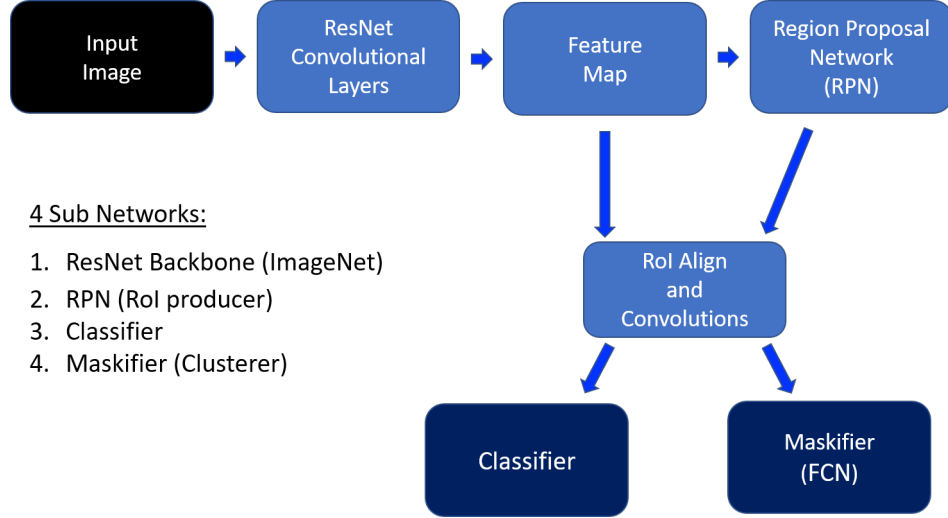 Input
Image
ResNet
Convolutional
Layers
Feature
Map
Region Proposal
Network
(RPN)
4 Sub Networks:
1. ResNet Backbone (ImageNet)
2. RPN (RoI producer)
3. Classifier
4. Maskifier (Clusterer)
RoI Align
and
Convolutions
Classifier
Maskifier
(FCN)